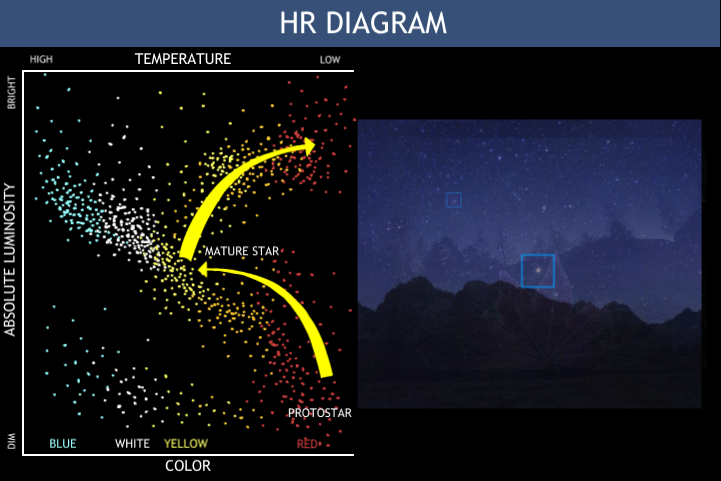 HR DIAGRAM
HIGH TEMPERATURE LOW
BRIGHT
ABSOLUTE LUMINOSITY
MATURE STAR
PROTOSTAR
DIM
BLUE WHITE YELLOW RED
COLOR